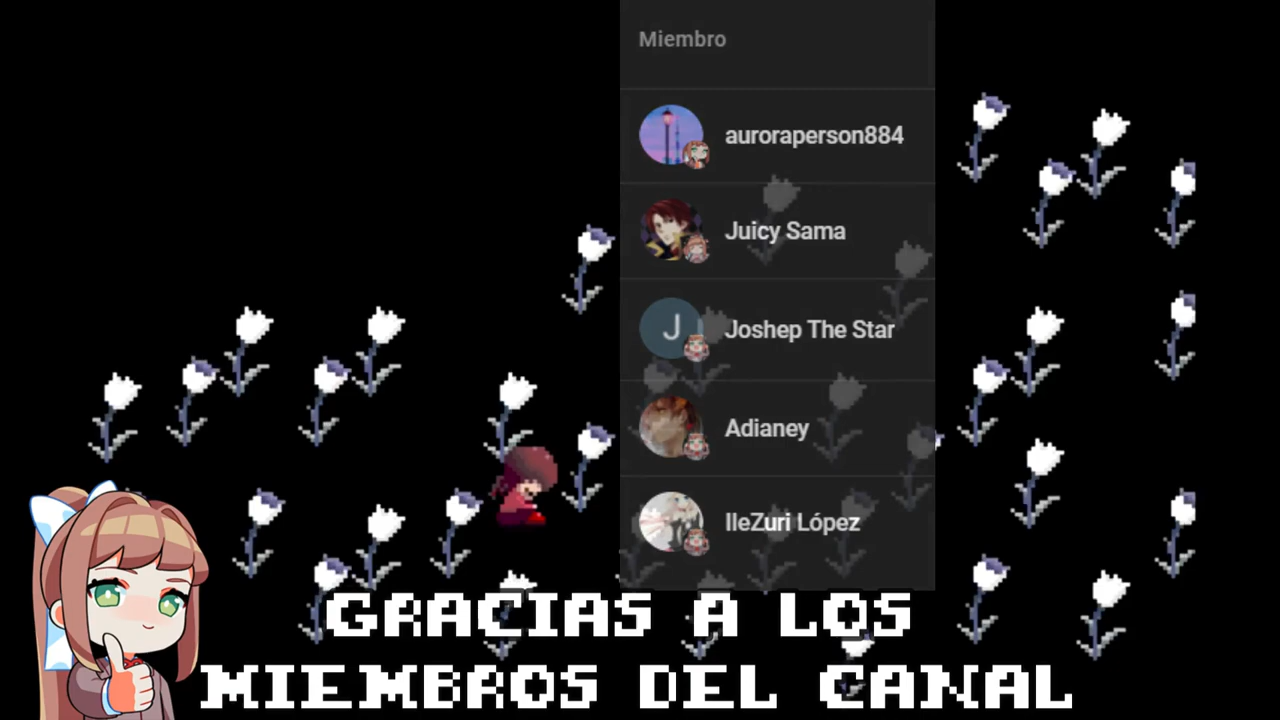 Miembro
auroraperson884
Juicy Sama
J
Joshep The Star
Adianey
IleZuri López
GRACIAS A LOS
MIEMBROS DEL CANAL